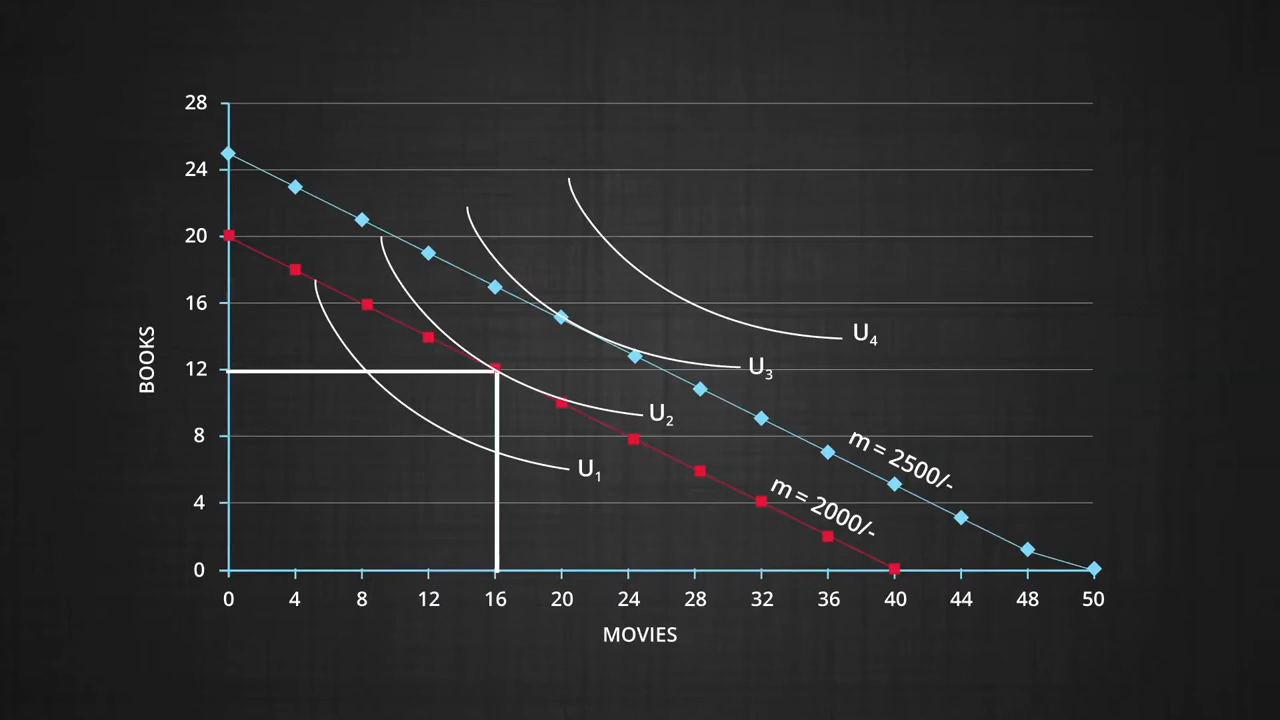 28
24
20
16
12
8
4
0
BOOKS
U4
U3
U2
U1
m = 2500/-
m = 2000/-
0 4 8 12 16 20 24 28 32 36 40 44 48 50
MOVIES